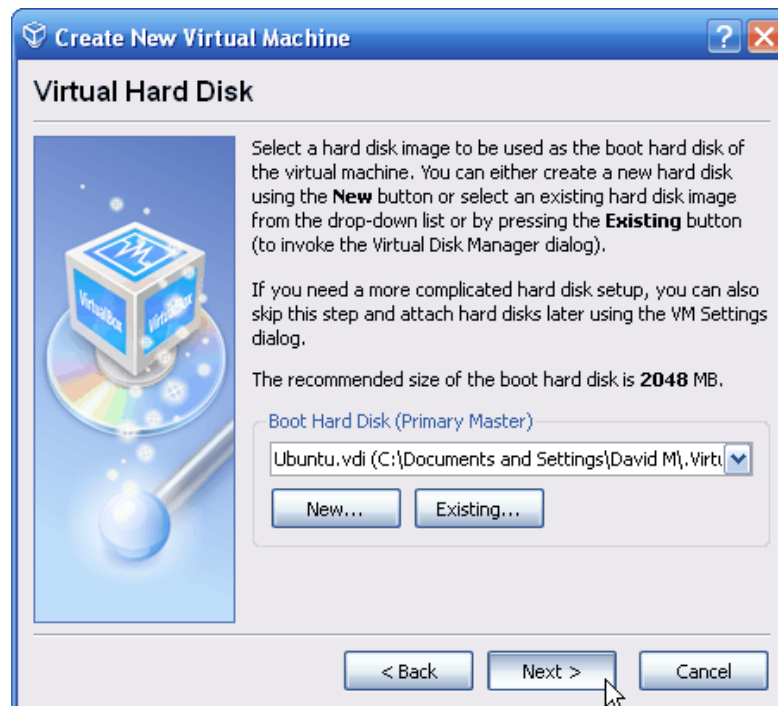 Create New Virtual Machine
Virtual Hard Disk
Select a hard disk image to be used as the boot hard disk of
the virtual machine. You can either create a new hard disk
using the New button or select an existing hard disk image
from the drop-down list or by pressing the Existing button
(to invoke the Virtual Disk Manager dialog).
If you need a more complicated hard disk setup, you can also
skip this step and attach hard disks later using the VM Settings
dialog.
The recommended size of the boot hard disk is 2048 MB.
Boot Hard Disk (Primary Master)
Ubuntu.vdi (C:\Documents and Settings\David M\.Virtu
New...
Existing...
VirtualBox
VirtualBox
< Back
Next >
Cancel